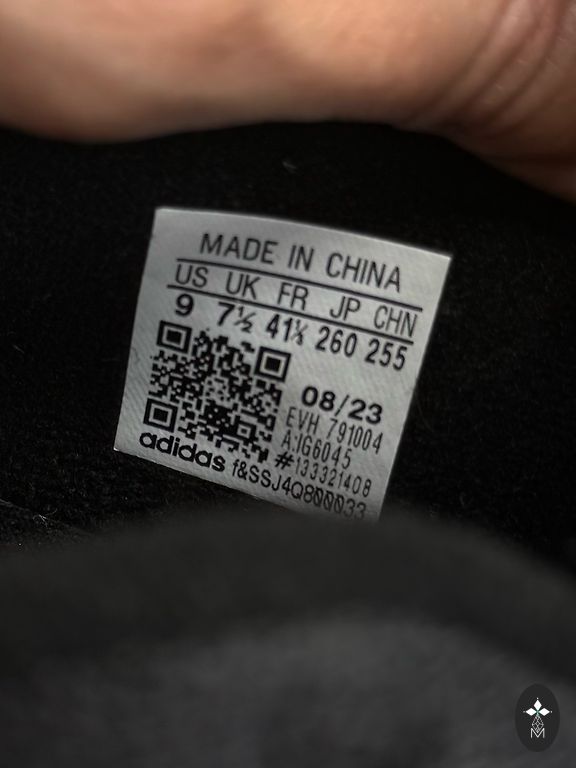 MADE IN CHINA
US UK FR JP CHN
9 7½ 41⅓ 260 255
08/23
EVH 791004
A:IG6045
#133321408
adidas f&SSJ4Q800033
M